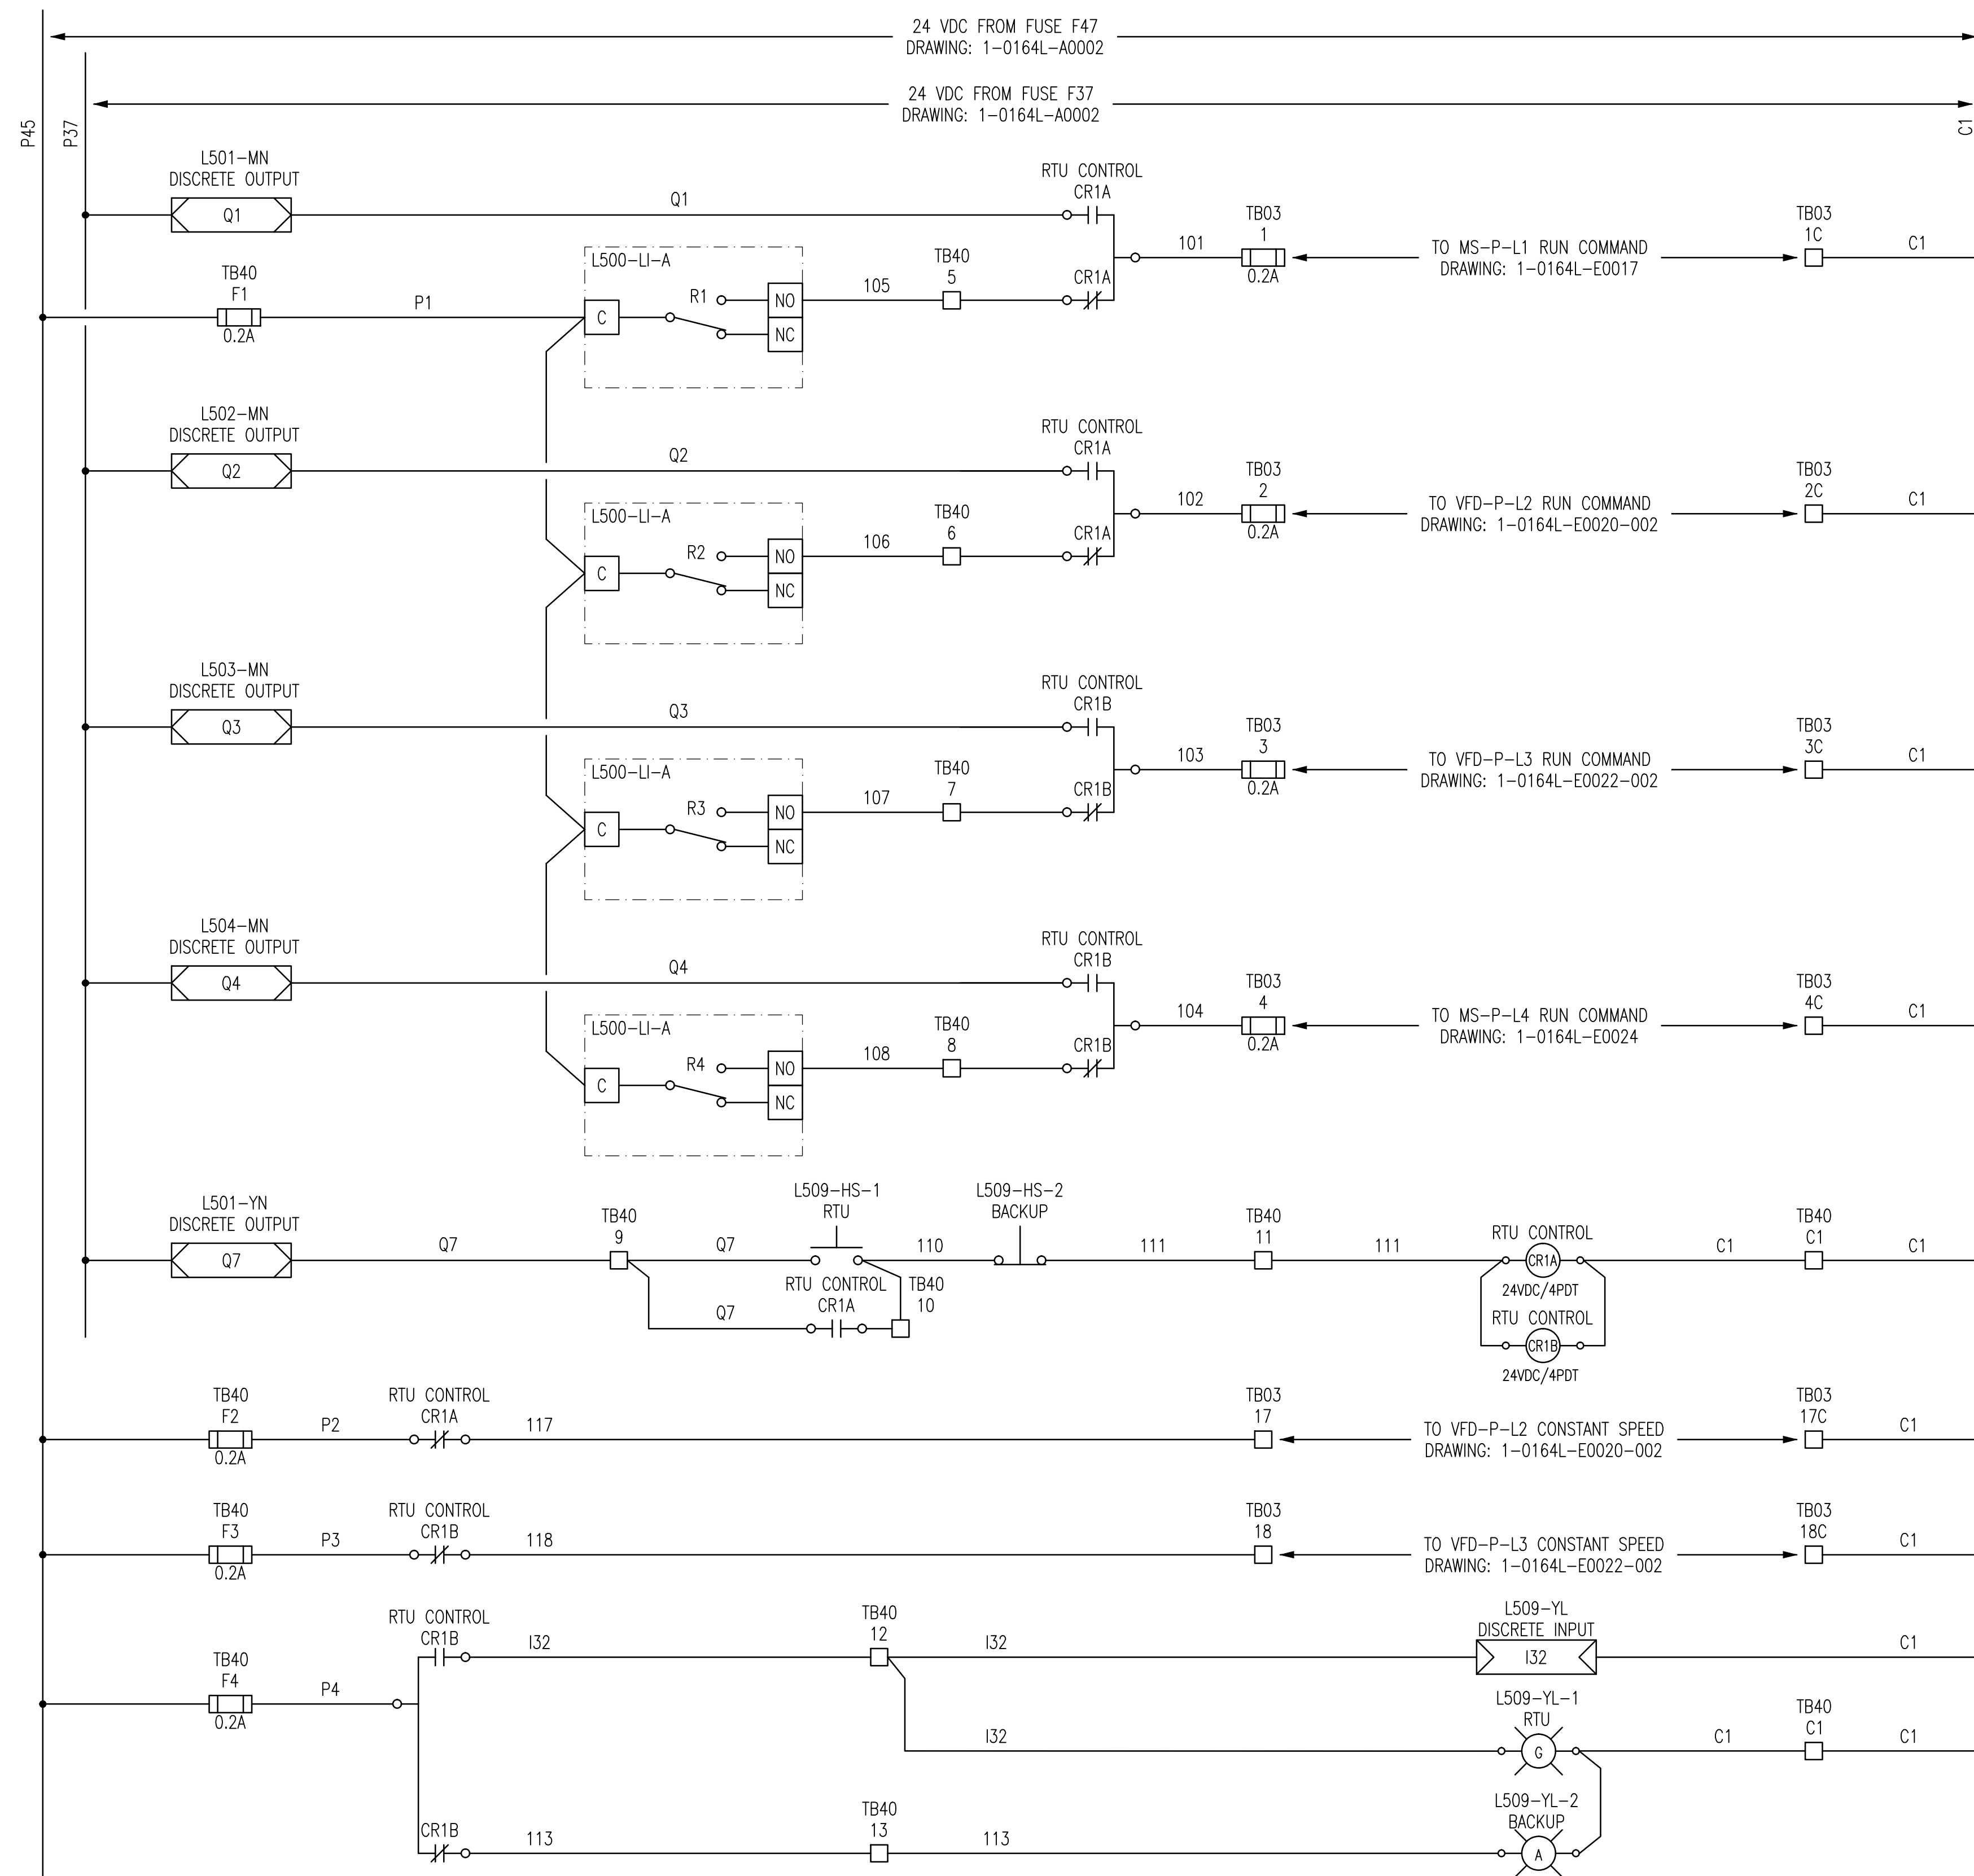 24 VDC FROM FUSE F47
DRAWING: 1-0164L-A0002
24 VDC FROM FUSE F37
DRAWING: 1-0164L-A0002
P45
P37
C1
L501-MN
DISCRETE OUTPUT
Q1
Q1
RTU CONTROL
CR1A
101
TB03
1
0.2A
TO MS-P-L1 RUN COMMAND
DRAWING: 1-0164L-E0017
TB03
1C
C1
TB40
F1
0.2A
P1
L500-LI-A
C
R1
NO
NC
105
TB40
5
CR1A
L502-MN
DISCRETE OUTPUT
Q2
Q2
RTU CONTROL
CR1A
102
TB03
2
0.2A
TO VFD-P-L2 RUN COMMAND
DRAWING: 1-0164L-E0020-002
TB03
2C
C1
L500-LI-A
C
R2
NO
NC
106
TB40
6
CR1A
L503-MN
DISCRETE OUTPUT
Q3
Q3
RTU CONTROL
CR1B
103
TB03
3
0.2A
TO VFD-P-L3 RUN COMMAND
DRAWING: 1-0164L-E0022-002
TB03
3C
C1
L500-LI-A
C
R3
NO
NC
107
TB40
7
CR1B
L504-MN
DISCRETE OUTPUT
Q4
Q4
RTU CONTROL
CR1B
104
TB03
4
0.2A
TO MS-P-L4 RUN COMMAND
DRAWING: 1-0164L-E0024
TB03
4C
C1
L500-LI-A
C
R4
NO
NC
108
TB40
8
CR1B
L501-YN
DISCRETE OUTPUT
Q7
Q7
TB40
9
Q7
L509-HS-1
RTU
110
L509-HS-2
BACKUP
111
TB40
11
111
RTU CONTROL
CR1A
24VDC/4PDT
C1
TB40
C1
C1
Q7
RTU CONTROL
CR1A
TB40
10
RTU CONTROL
CR1B
24VDC/4PDT
TB40
F2
0.2A
P2
RTU CONTROL
CR1A
117
TB03
17
TO VFD-P-L2 CONSTANT SPEED
DRAWING: 1-0164L-E0020-002
TB03
17C
C1
TB40
F3
0.2A
P3
RTU CONTROL
CR1B
118
TB03
18
TO VFD-P-L3 CONSTANT SPEED
DRAWING: 1-0164L-E0022-002
TB03
18C
C1
TB40
F4
0.2A
P4
RTU CONTROL
CR1B
I32
TB40
12
I32
L509-YL
DISCRETE INPUT
I32
C1
I32
L509-YL-1
RTU
G
C1
TB40
C1
C1
CR1B
113
TB40
13
113
L509-YL-2
BACKUP
A